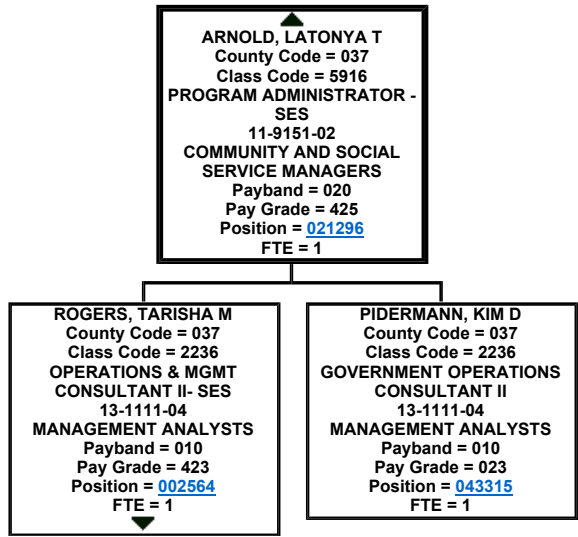 ARNOLD, LATONYA T
County Code = 037
Class Code = 5916
PROGRAM ADMINISTRATOR -
SES
11-9151-02
COMMUNITY AND SOCIAL
SERVICE MANAGERS
Payband = 020
Pay Grade = 425
Position = 021296
FTE = 1
ROGERS, TARISHA M
County Code = 037
Class Code = 2236
OPERATIONS & MGMT
CONSULTANT II- SES
13-1111-04
MANAGEMENT ANALYSTS
Payband = 010
Pay Grade = 423
Position = 002564
FTE = 1
PIDERMANN, KIM D
County Code = 037
Class Code = 2236
GOVERNMENT OPERATIONS
CONSULTANT II
13-1111-04
MANAGEMENT ANALYSTS
Payband = 010
Pay Grade = 023
Position = 043315
FTE = 1